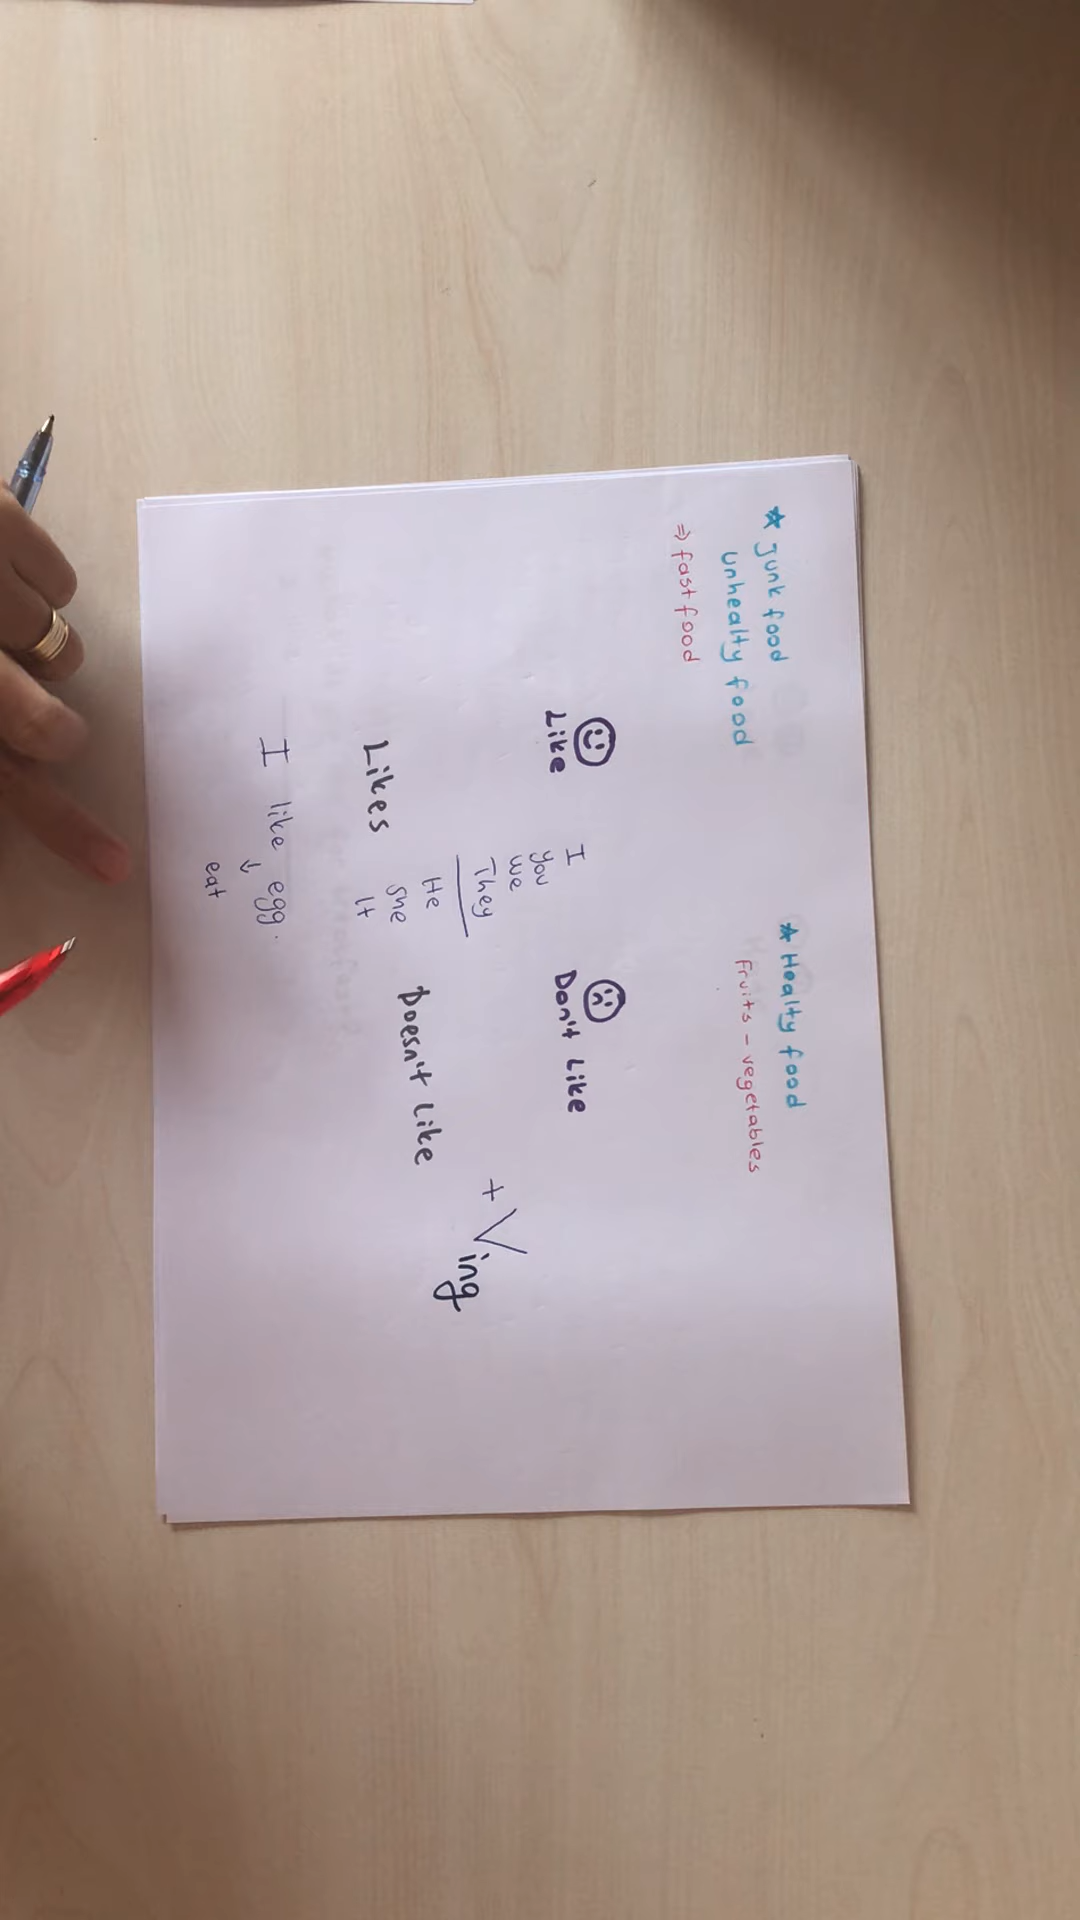 ★ Junk food
unhealty food
⇒ fast food
★ Healty food
Fruits - vegetables
Like
Don't Like
I
you
we
They
He
She
It
Likes
Doesn't Like
+ Ving
I like egg.
↓
eat